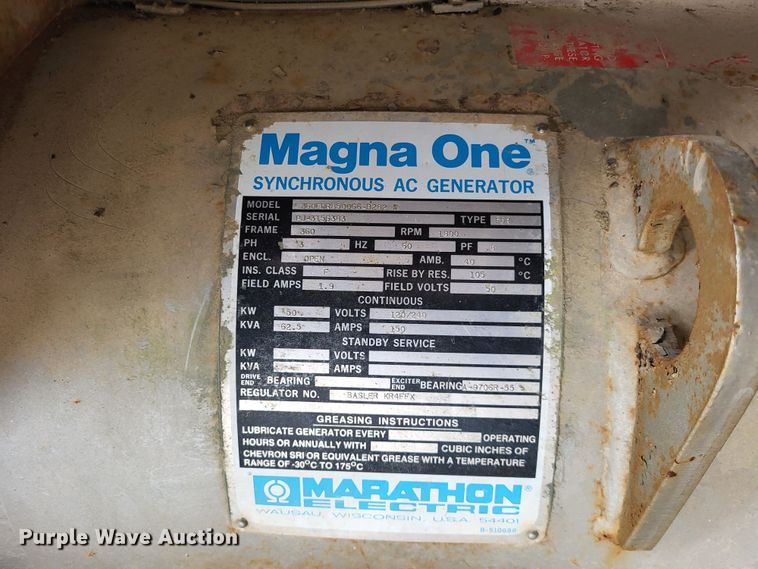 Magna One™
SYNCHRONOUS AC GENERATOR
MODEL
SERIAL TYPE
FRAME 360 RPM 1800
PH 3 HZ 60 PF .8
ENCL. OPEN AMB. 40 °C
INS. CLASS F RISE BY RES. 105 °C
FIELD AMPS 1.9 FIELD VOLTS 50
CONTINUOUS
KW 50 VOLTS 120/240
KVA 62.5 AMPS 150
STANDBY SERVICE
KW VOLTS
KVA AMPS
DRIVE END BEARING EXCITER END BEARING A-9706R-55
REGULATOR NO. BASLER KR4FFX
GREASING INSTRUCTIONS
LUBRICATE GENERATOR EVERY OPERATING
HOURS OR ANNUALLY WITH CUBIC INCHES OF
CHEVRON SRI OR EQUIVALENT GREASE WITH A TEMPERATURE
RANGE OF -30°C TO 175°C
MARATHON®
ELECTRIC
WAUSAU, WISCONSIN, U.S.A. 54401
Purple Wave Auction